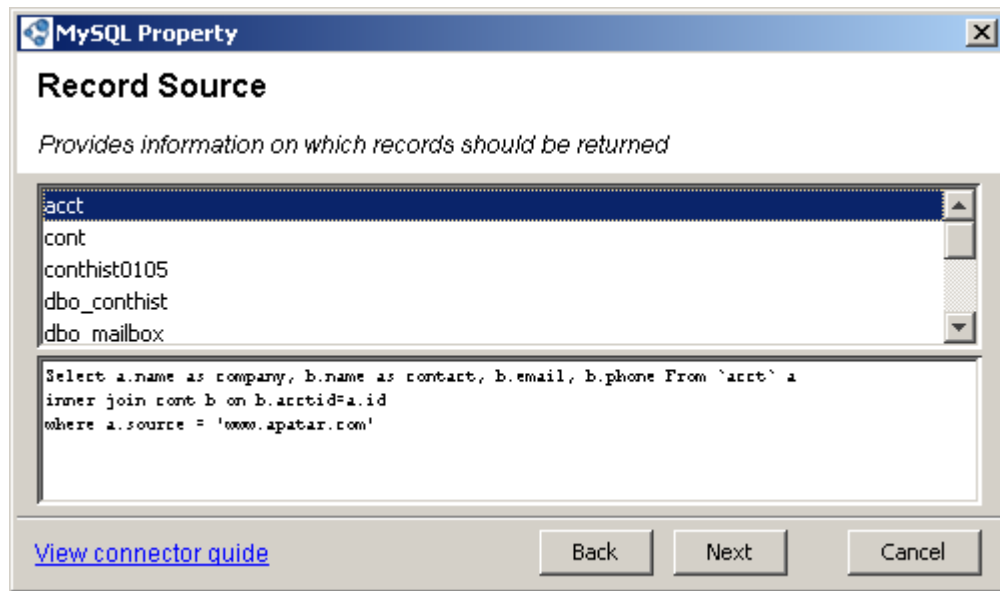 MySQL Property
Record Source
Provides information on which records should be returned
acct
cont
conthist0105
dbo_conthist
dbo_mailbox
Select a.name as company, b.name as contact, b.email, b.phone From `acct` a
inner join cont b on b.acctid=a.id
where a.source = 'www.apatar.com'
View connector guide
Back
Next
Cancel